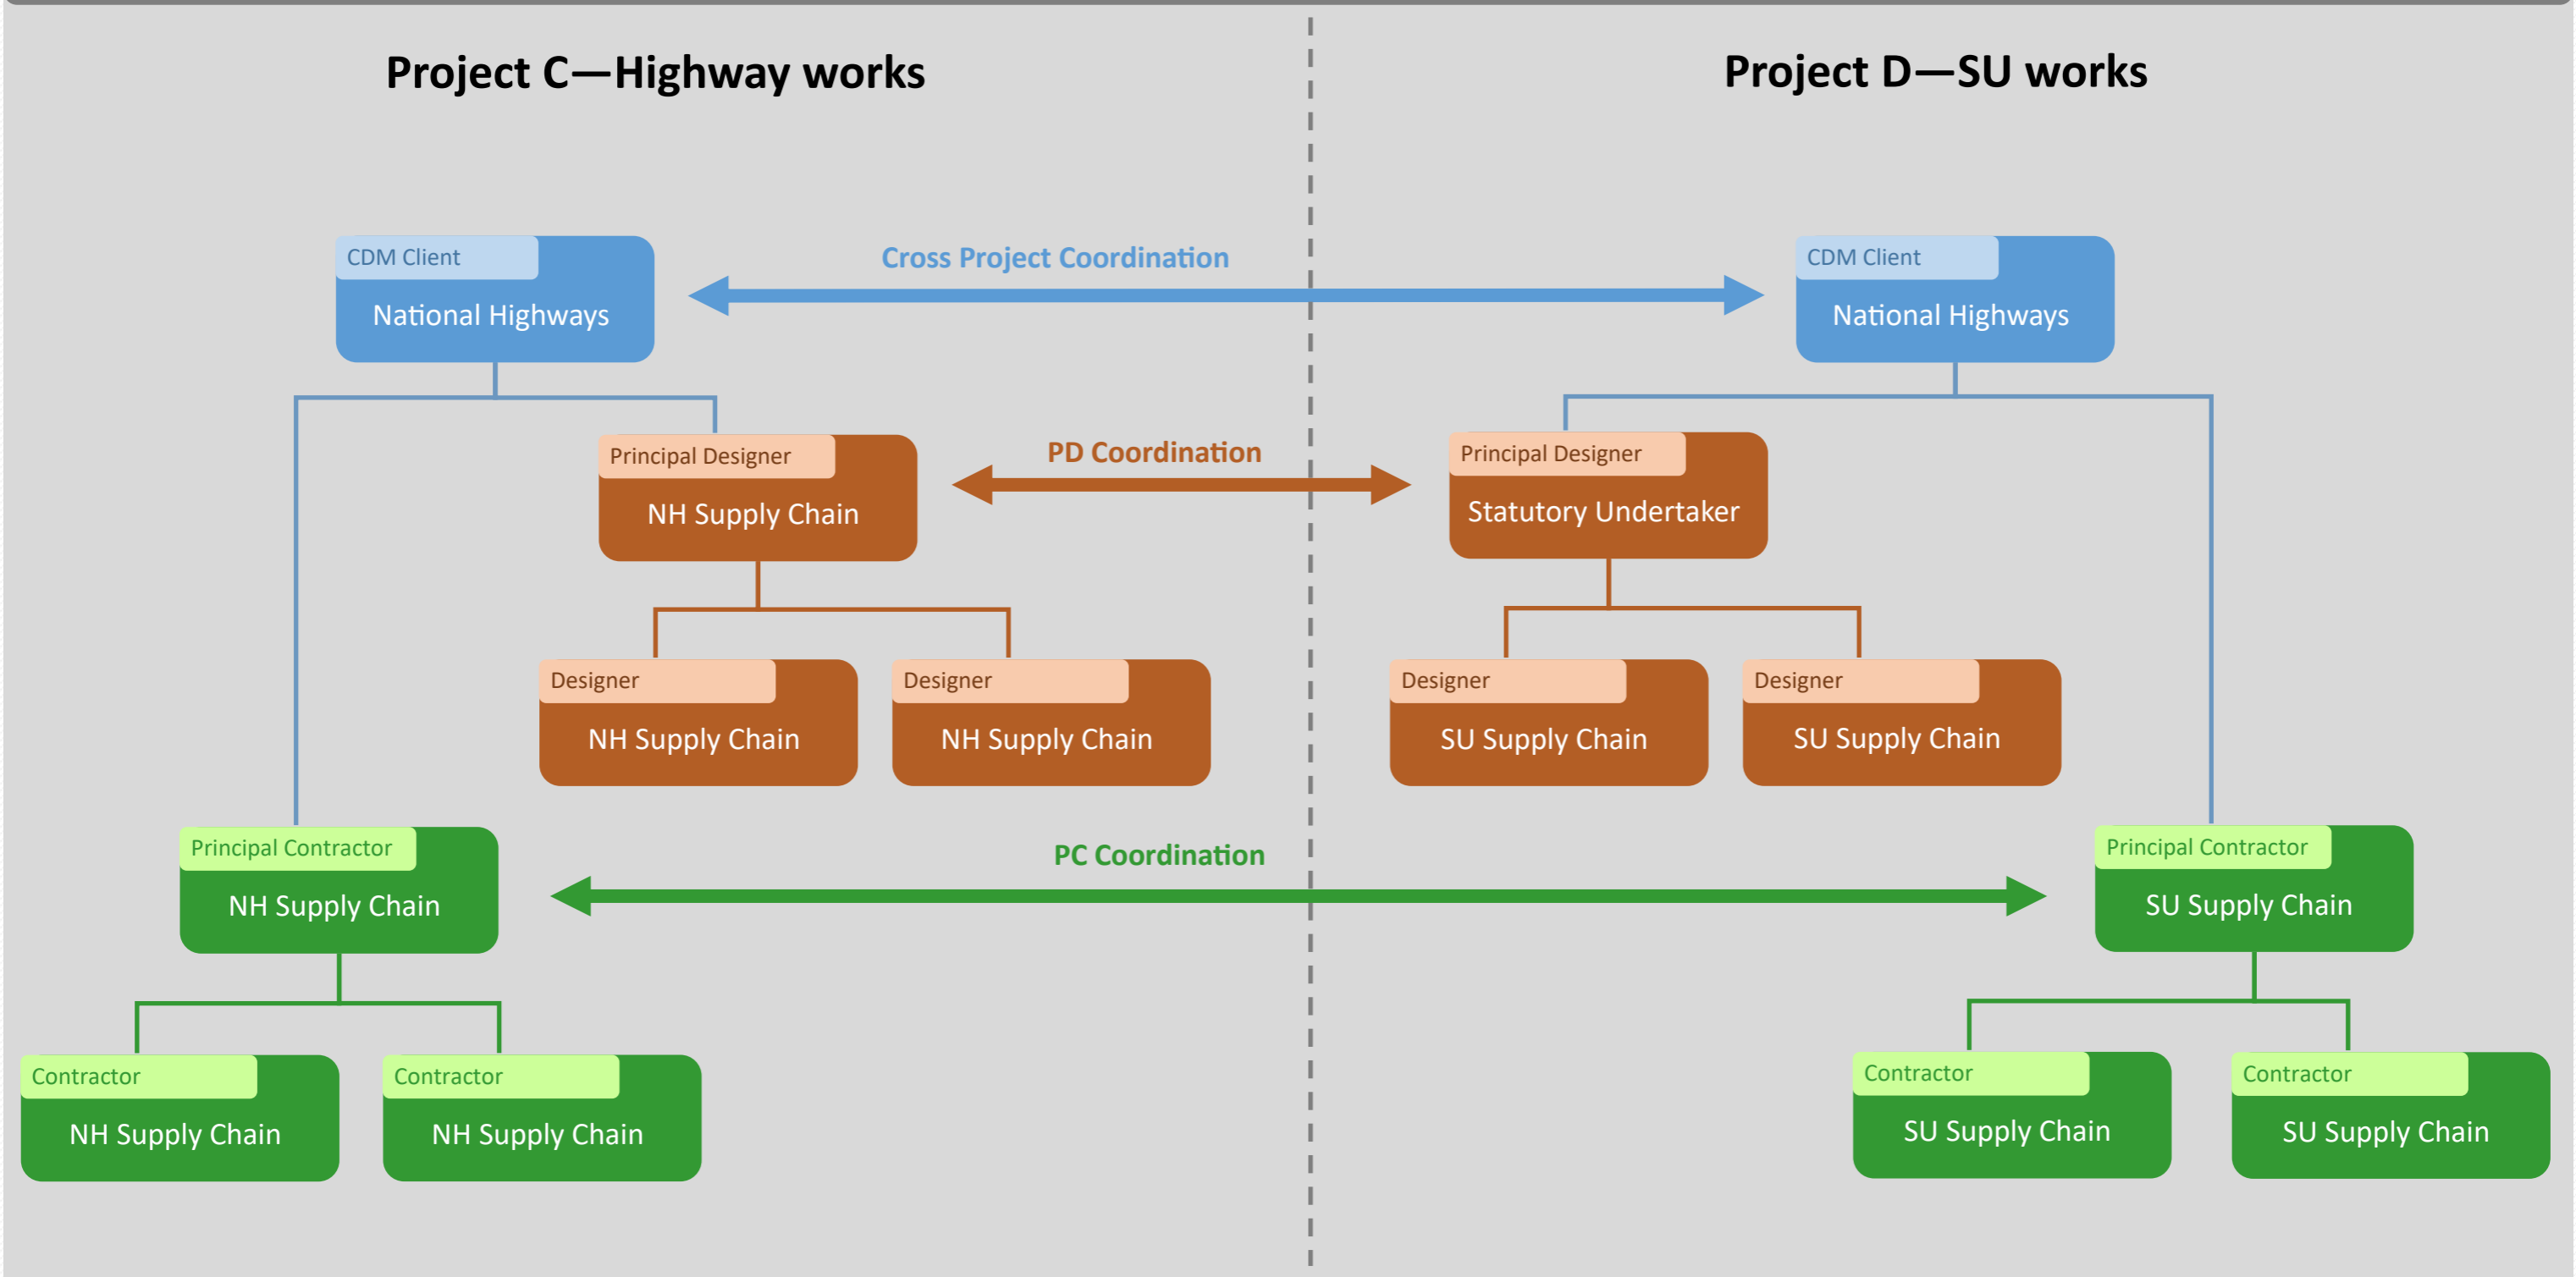 Project C—Highway works
Project D—SU works
CDM Client
National Highways
Cross Project Coordination
CDM Client
National Highways
Principal Designer
NH Supply Chain
PD Coordination
Principal Designer
Statutory Undertaker
Designer
NH Supply Chain
Designer
NH Supply Chain
Designer
SU Supply Chain
Designer
SU Supply Chain
Principal Contractor
NH Supply Chain
PC Coordination
Principal Contractor
SU Supply Chain
Contractor
NH Supply Chain
Contractor
NH Supply Chain
Contractor
SU Supply Chain
Contractor
SU Supply Chain